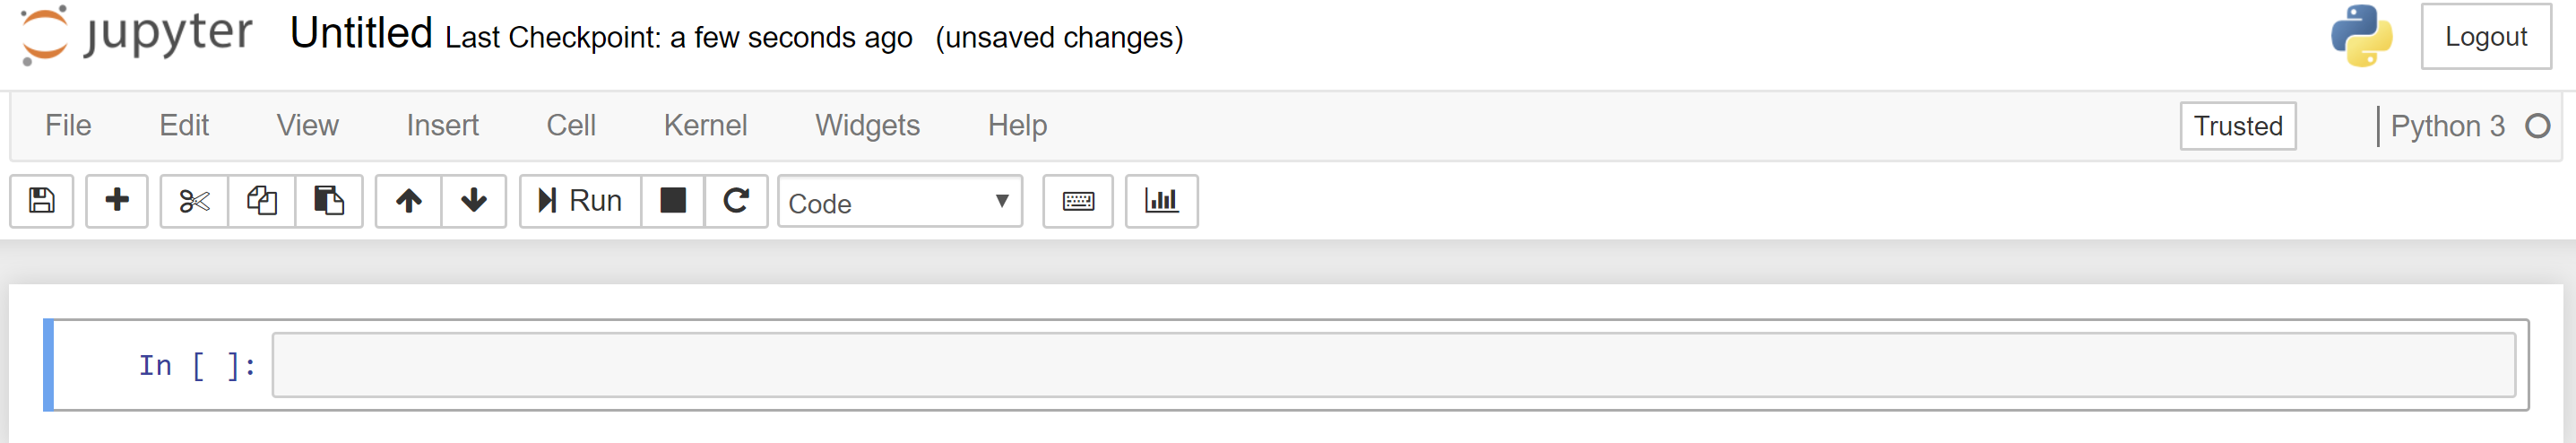 jupyter Untitled Last Checkpoint: a few seconds ago (unsaved changes) Logout
File Edit View Insert Cell Kernel Widgets Help Trusted Python 3
Run Code
In [ ]: